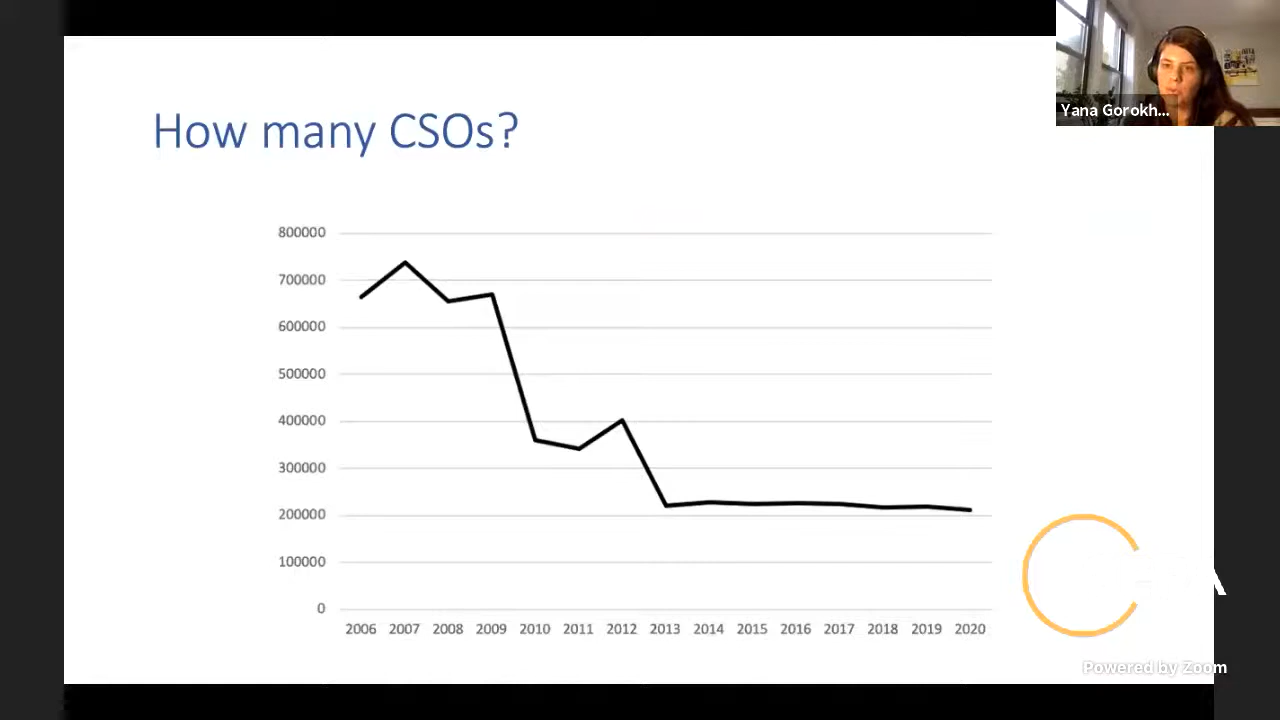 Yana Gorokh...
How many CSOs?
800000
700000
600000
500000
400000
300000
200000
100000
0
2006 2007 2008 2009 2010 2011 2012 2013 2014 2015 2016 2017 2018 2019 2020
Powered by Zoom